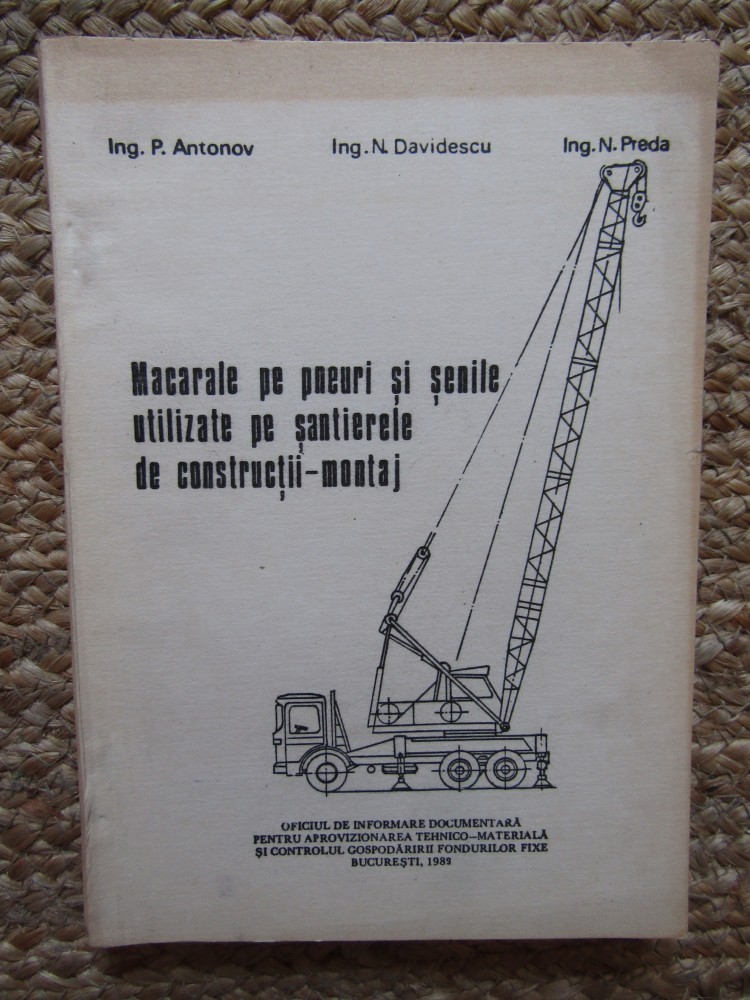 Ing. P. Antonov Ing. N. Davidescu Ing. N. Preda
Macarale pe pneuri și șenile
utilizate pe șantierele
de construcții-montaj
OFICIUL DE INFORMARE DOCUMENTARĂ
PENTRU APROVIZIONAREA TEHNICO-MATERIALĂ
ȘI CONTROLUL GOSPODĂRIRII FONDURILOR FIXE
BUCUREȘTI, 1989